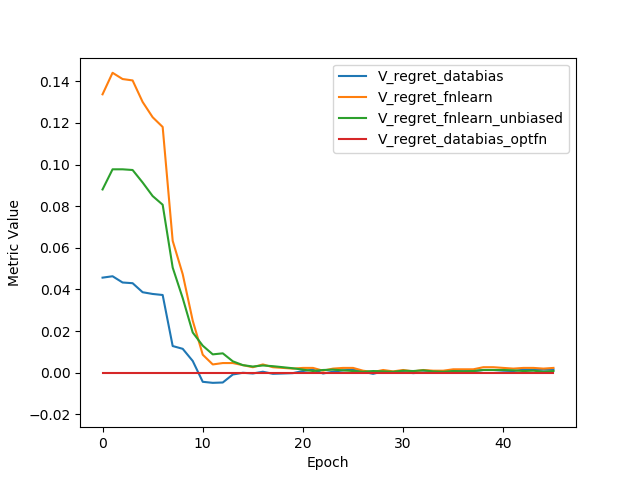 V_regret_databias
V_regret_fnlearn
V_regret_fnlearn_unbiased
V_regret_databias_optfn
Metric Value
0.14
0.12
0.10
0.08
0.06
0.04
0.02
0.00
−0.02
0 10 20 30 40
Epoch